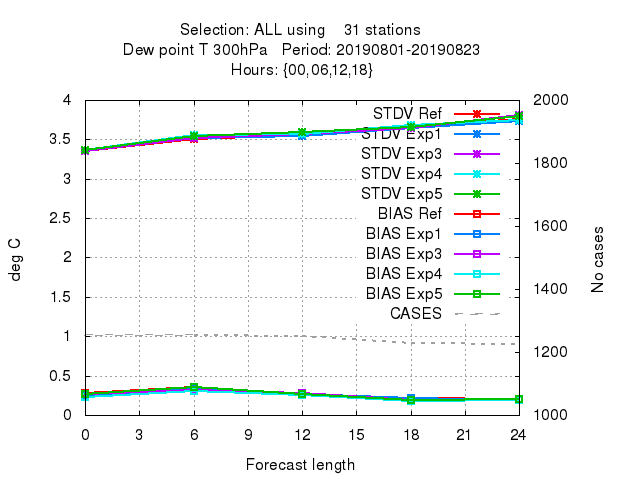 Selection: ALL using 31 stations
Dew point T 300hPa Period: 20190801-20190823
Hours: {00,06,12,18}
4
3.5
3
2.5
2
1.5
1
0.5
0
deg C
2000
1800
1600
1400
1200
1000
No cases
STDV Ref
STDV Exp1
STDV Exp3
STDV Exp4
STDV Exp5
BIAS Ref
BIAS Exp1
BIAS Exp3
BIAS Exp4
BIAS Exp5
CASES
0 3 6 9 12 15 18 21 24
Forecast length